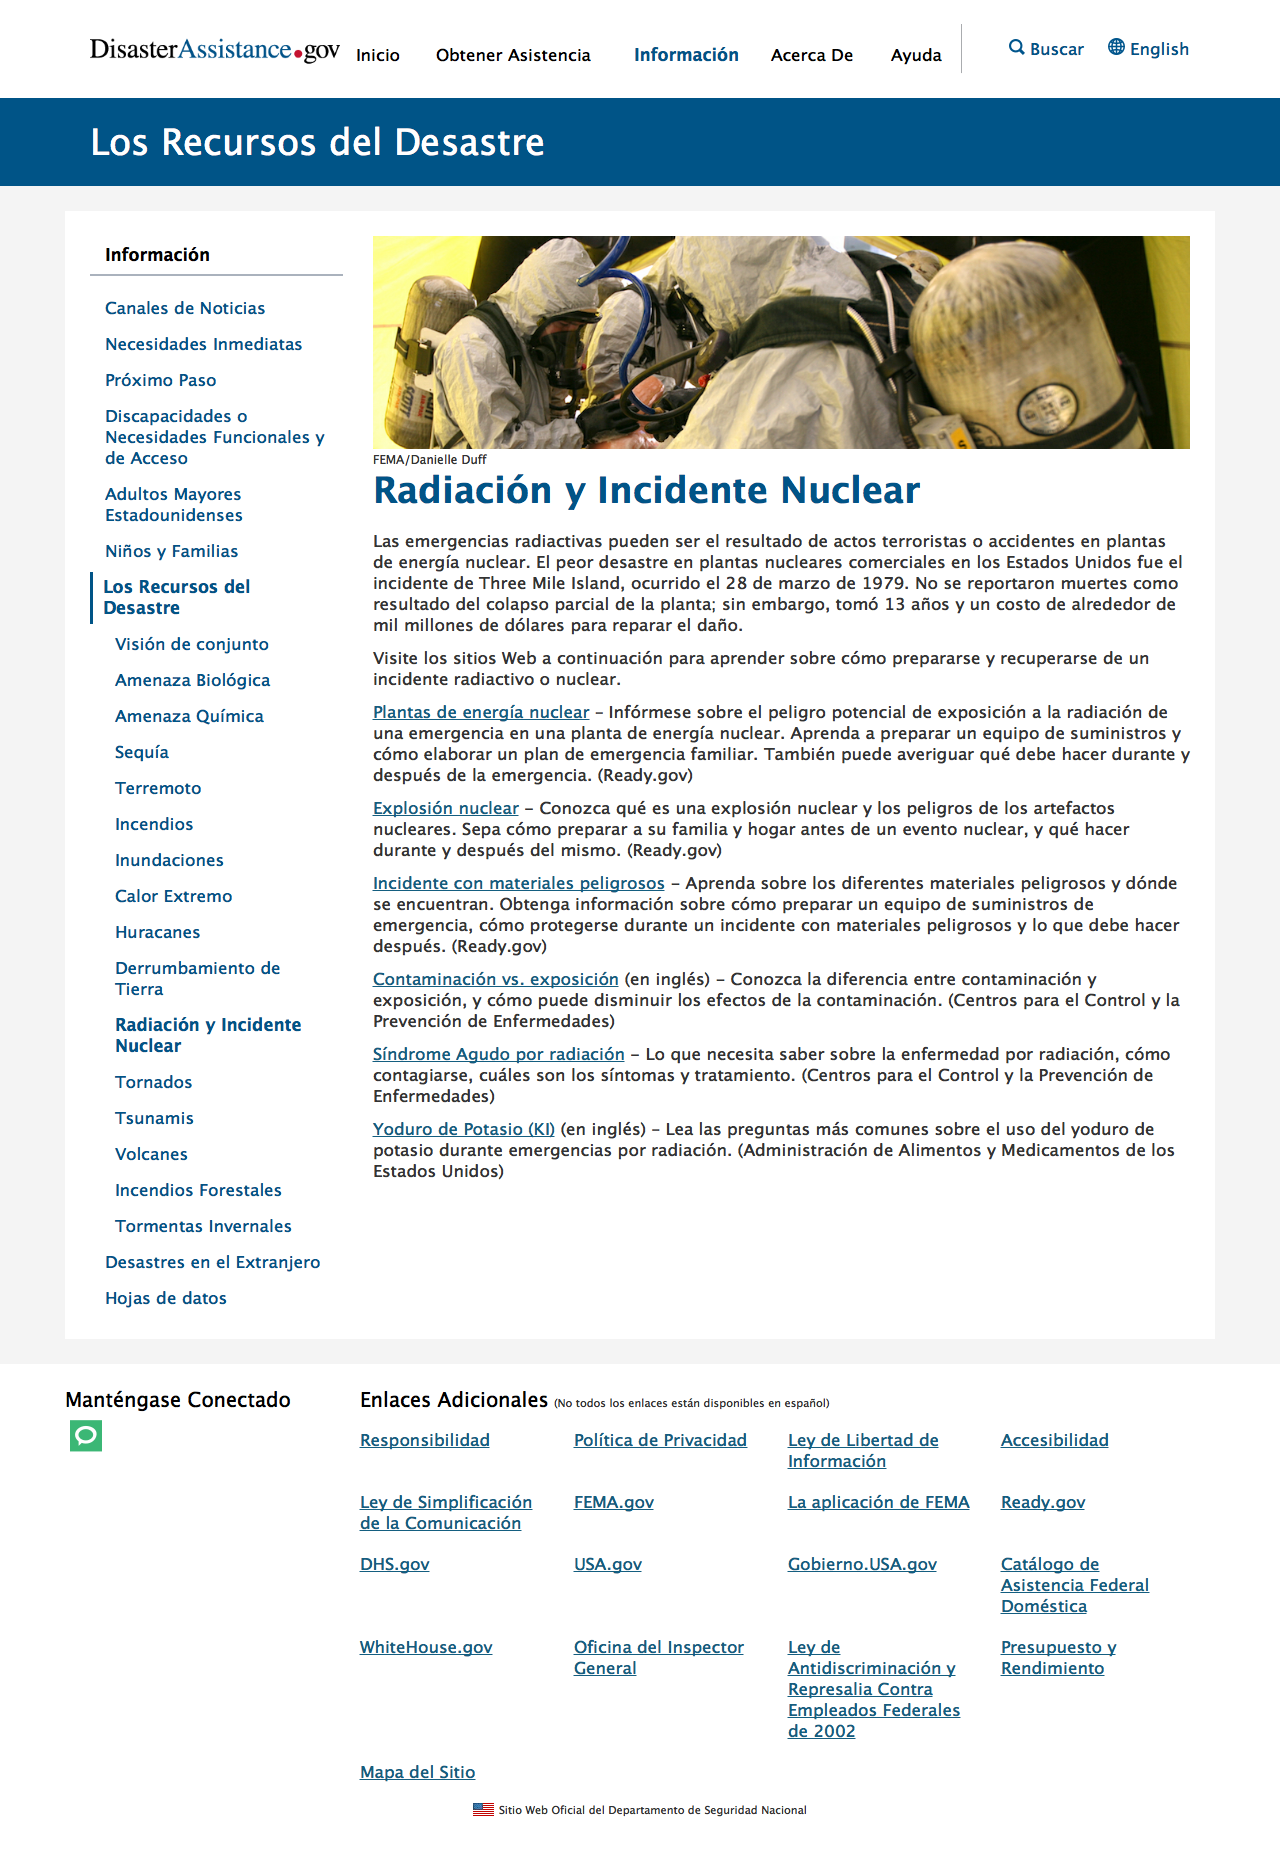 DisasterAssistance.gov
Inicio
Obtener Asistencia
Información
Acerca De
Ayuda
Buscar
English
Los Recursos del Desastre
Información
Canales de Noticias
Necesidades Inmediatas
Próximo Paso
Discapacidades o
Necesidades Funcionales y
de Acceso
Adultos Mayores
Estadounidenses
Niños y Familias
Los Recursos del
Desastre
Visión de conjunto
Amenaza Biológica
Amenaza Química
Sequía
Terremoto
Incendios
Inundaciones
Calor Extremo
Huracanes
Derrumbamiento de
Tierra
Radiación y Incidente
Nuclear
Tornados
Tsunamis
Volcanes
Incendios Forestales
Tormentas Invernales
Desastres en el Extranjero
Hojas de datos
FEMA/Danielle Duff
Radiación y Incidente Nuclear
Las emergencias radiactivas pueden ser el resultado de actos terroristas o accidentes en plantas
de energía nuclear. El peor desastre en plantas nucleares comerciales en los Estados Unidos fue el
incidente de Three Mile Island, ocurrido el 28 de marzo de 1979. No se reportaron muertes como
resultado del colapso parcial de la planta; sin embargo, tomó 13 años y un costo de alrededor de
mil millones de dólares para reparar el daño.
Visite los sitios Web a continuación para aprender sobre cómo prepararse y recuperarse de un
incidente radiactivo o nuclear.
Plantas de energía nuclear – Infórmese sobre el peligro potencial de exposición a la radiación de
una emergencia en una planta de energía nuclear. Aprenda a preparar un equipo de suministros y
cómo elaborar un plan de emergencia familiar. También puede averiguar qué debe hacer durante y
después de la emergencia. (Ready.gov)
Explosión nuclear – Conozca qué es una explosión nuclear y los peligros de los artefactos
nucleares. Sepa cómo preparar a su familia y hogar antes de un evento nuclear, y qué hacer
durante y después del mismo. (Ready.gov)
Incidente con materiales peligrosos – Aprenda sobre los diferentes materiales peligrosos y dónde
se encuentran. Obtenga información sobre cómo preparar un equipo de suministros de
emergencia, cómo protegerse durante un incidente con materiales peligrosos y lo que debe hacer
después. (Ready.gov)
Contaminación vs. exposición (en inglés) – Conozca la diferencia entre contaminación y
exposición, y cómo puede disminuir los efectos de la contaminación. (Centros para el Control y la
Prevención de Enfermedades)
Síndrome Agudo por radiación – Lo que necesita saber sobre la enfermedad por radiación, cómo
contagiarse, cuáles son los síntomas y tratamiento. (Centros para el Control y la Prevención de
Enfermedades)
Yoduro de Potasio (KI) (en inglés) – Lea las preguntas más comunes sobre el uso del yoduro de
potasio durante emergencias por radiación. (Administración de Alimentos y Medicamentos de los
Estados Unidos)
Manténgase Conectado
Enlaces Adicionales (No todos los enlaces están disponibles en español)
Responsibilidad
Política de Privacidad
Ley de Libertad de
Información
Accesibilidad
Ley de Simplificación
de la Comunicación
FEMA.gov
La aplicación de FEMA
Ready.gov
DHS.gov
USA.gov
Gobierno.USA.gov
Catálogo de
Asistencia Federal
Doméstica
WhiteHouse.gov
Oficina del Inspector
General
Ley de
Antidiscriminación y
Represalia Contra
Empleados Federales
de 2002
Presupuesto y
Rendimiento
Mapa del Sitio
Sitio Web Oficial del Departamento de Seguridad Nacional